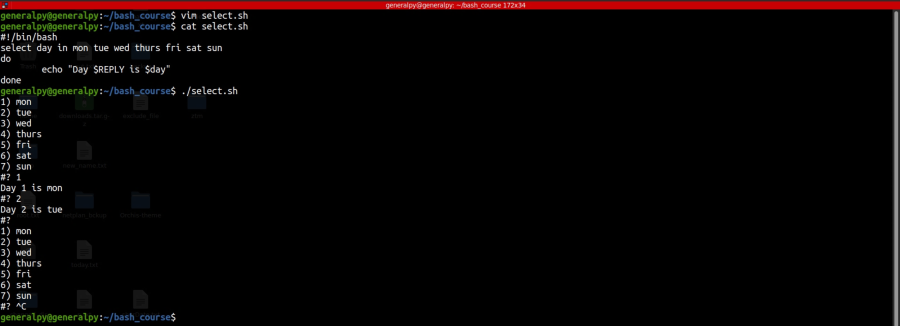 generalpy@generalpy: ~/bash_course 172x34
generalpy@generalpy:~/bash_course$ vim select.sh
generalpy@generalpy:~/bash_course$ cat select.sh
#!/bin/bash
select day in mon tue wed thurs fri sat sun
do
        echo "Day $REPLY is $day"
done
generalpy@generalpy:~/bash_course$ ./select.sh
1) mon
2) tue
3) wed
4) thurs
5) fri
6) sat
7) sun
#? 1
Day 1 is mon
#? 2
Day 2 is tue
#?
1) mon
2) tue
3) wed
4) thurs
5) fri
6) sat
7) sun
#? ^C
generalpy@generalpy:~/bash_course$